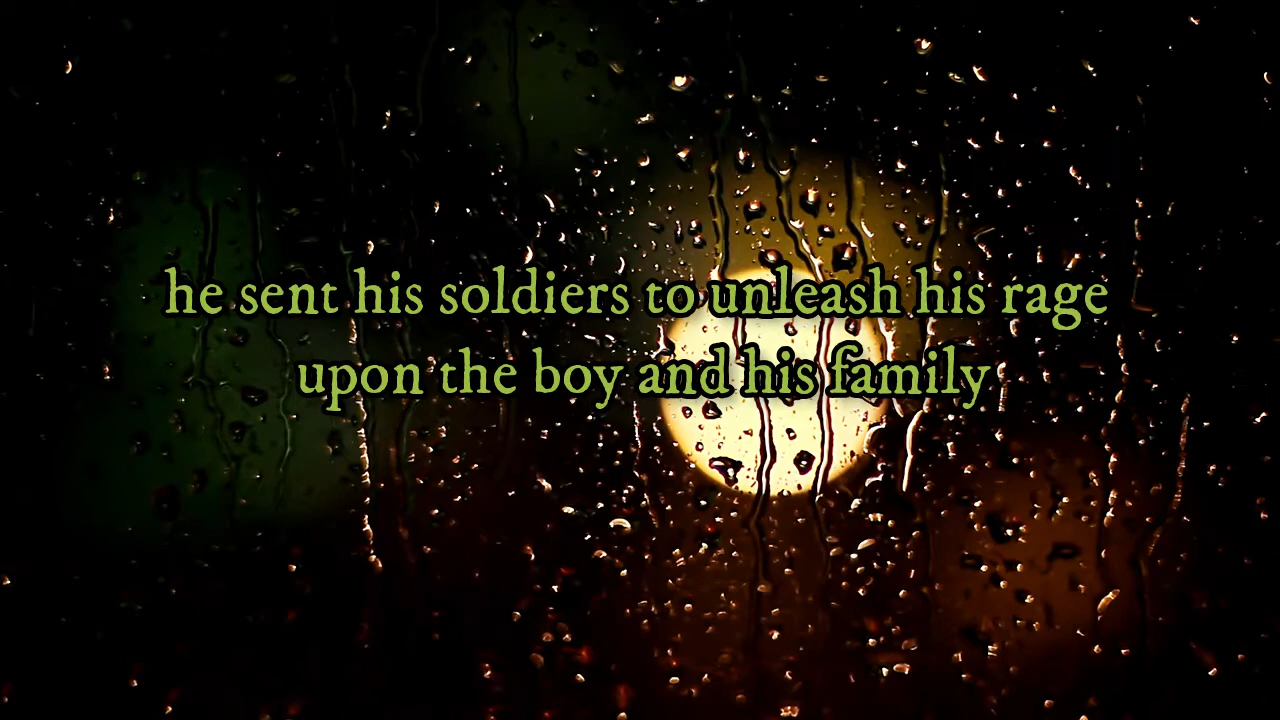 he sent his soldiers to unleash his rage
upon the boy and his family